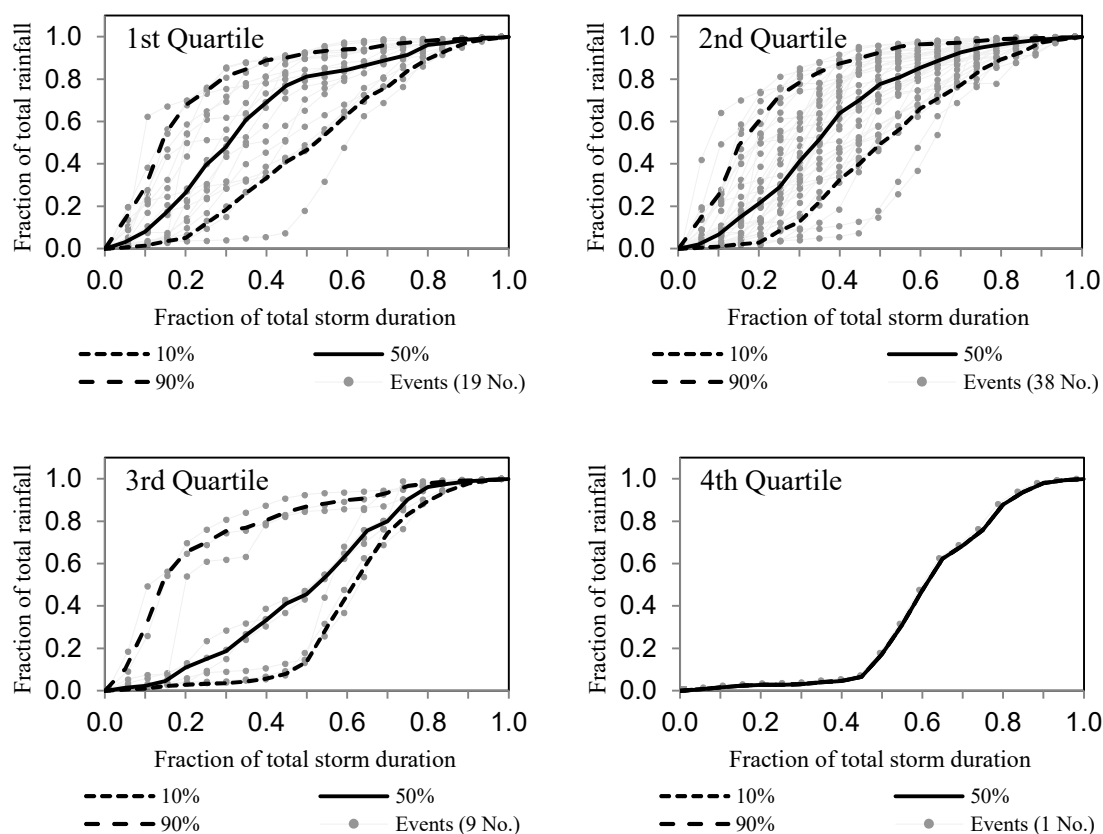 1st Quartile
Fraction of total rainfall
1.0
0.8
0.6
0.4
0.2
0.0
0.0 0.2 0.4 0.6 0.8 1.0
Fraction of total storm duration
10% 50%
90% Events (19 No.)
2nd Quartile
Fraction of total rainfall
1.0
0.8
0.6
0.4
0.2
0.0
0.0 0.2 0.4 0.6 0.8 1.0
Fraction of total storm duration
10% 50%
90% Events (38 No.)
3rd Quartile
Fraction of total rainfall
1.0
0.8
0.6
0.4
0.2
0.0
0.0 0.2 0.4 0.6 0.8 1.0
Fraction of total storm duration
10% 50%
90% Events (9 No.)
4th Quartile
Fraction of total rainfall
1.0
0.8
0.6
0.4
0.2
0.0
0.0 0.2 0.4 0.6 0.8 1.0
Fraction of total storm duration
10% 50%
90% Events (1 No.)